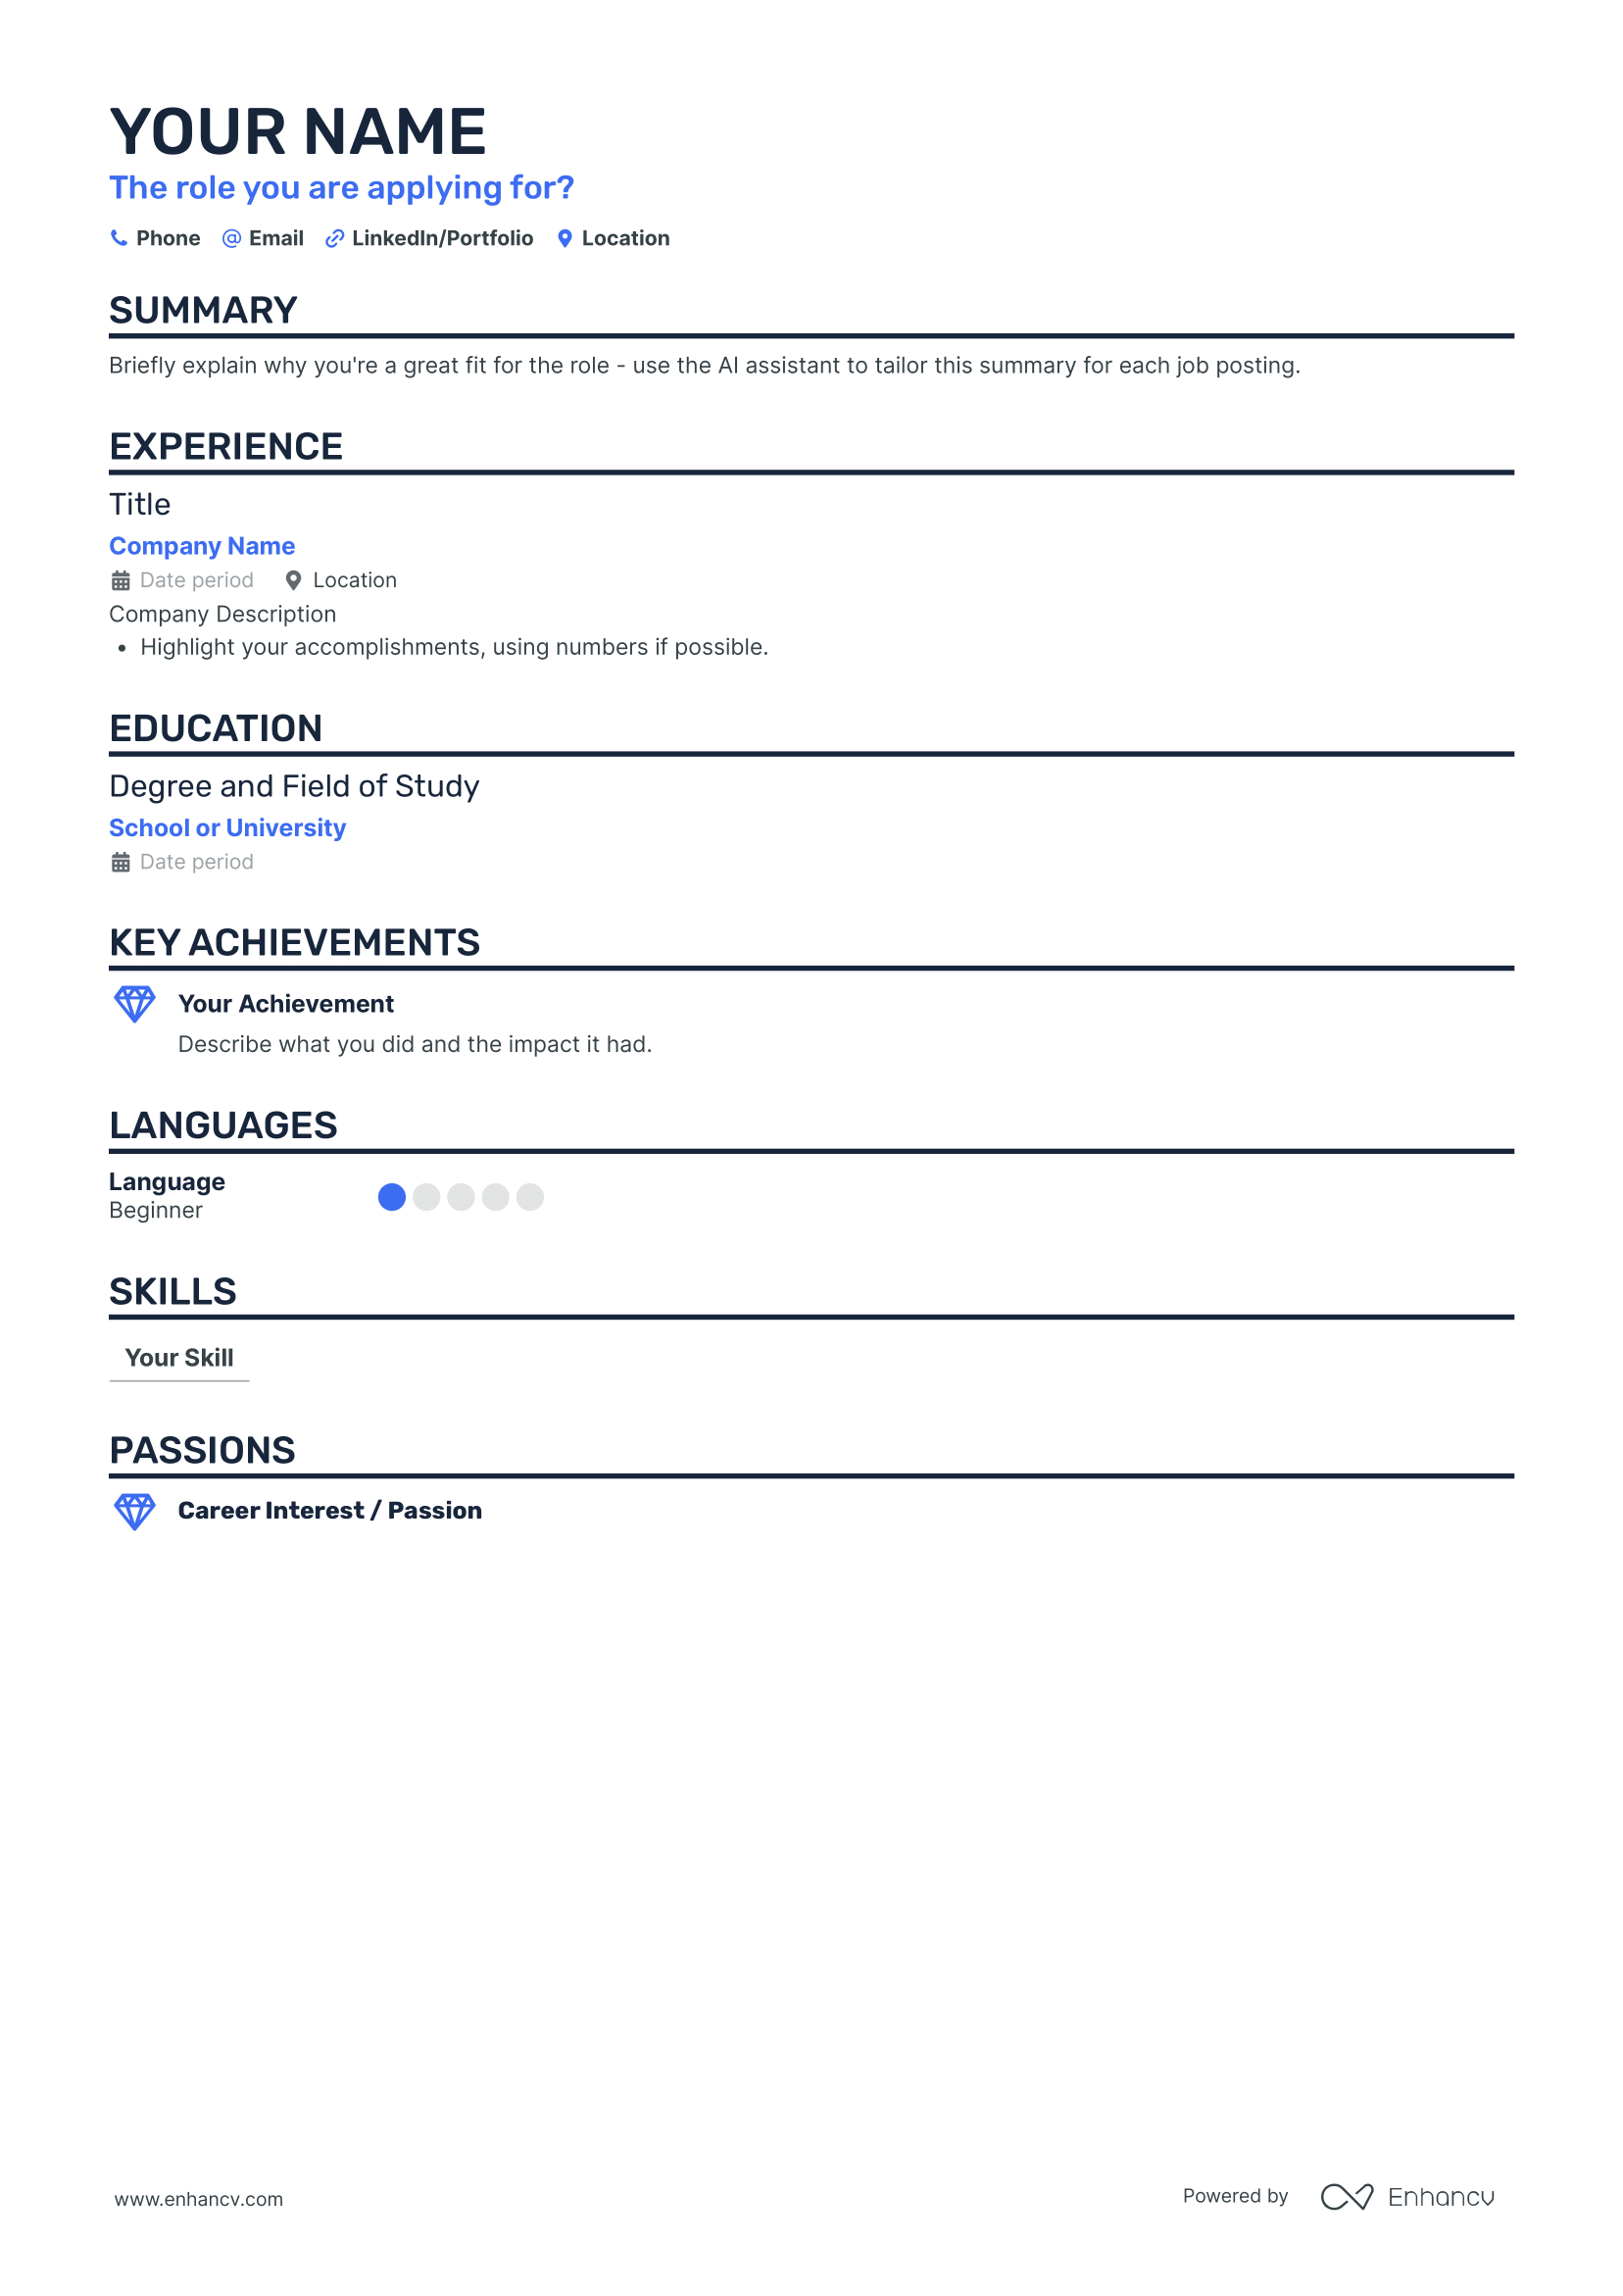 YOUR NAME
The role you are applying for?
Phone @ Email LinkedIn/Portfolio Location
SUMMARY
Briefly explain why you're a great fit for the role - use the AI assistant to tailor this summary for each job posting.
EXPERIENCE
Title
Company Name
Date period Location
Company Description
• Highlight your accomplishments, using numbers if possible.
EDUCATION
Degree and Field of Study
School or University
Date period
KEY ACHIEVEMENTS
Your Achievement
Describe what you did and the impact it had.
LANGUAGES
Language
Beginner
SKILLS
Your Skill
PASSIONS
Career Interest / Passion
www.enhancv.com Powered by Enhancv